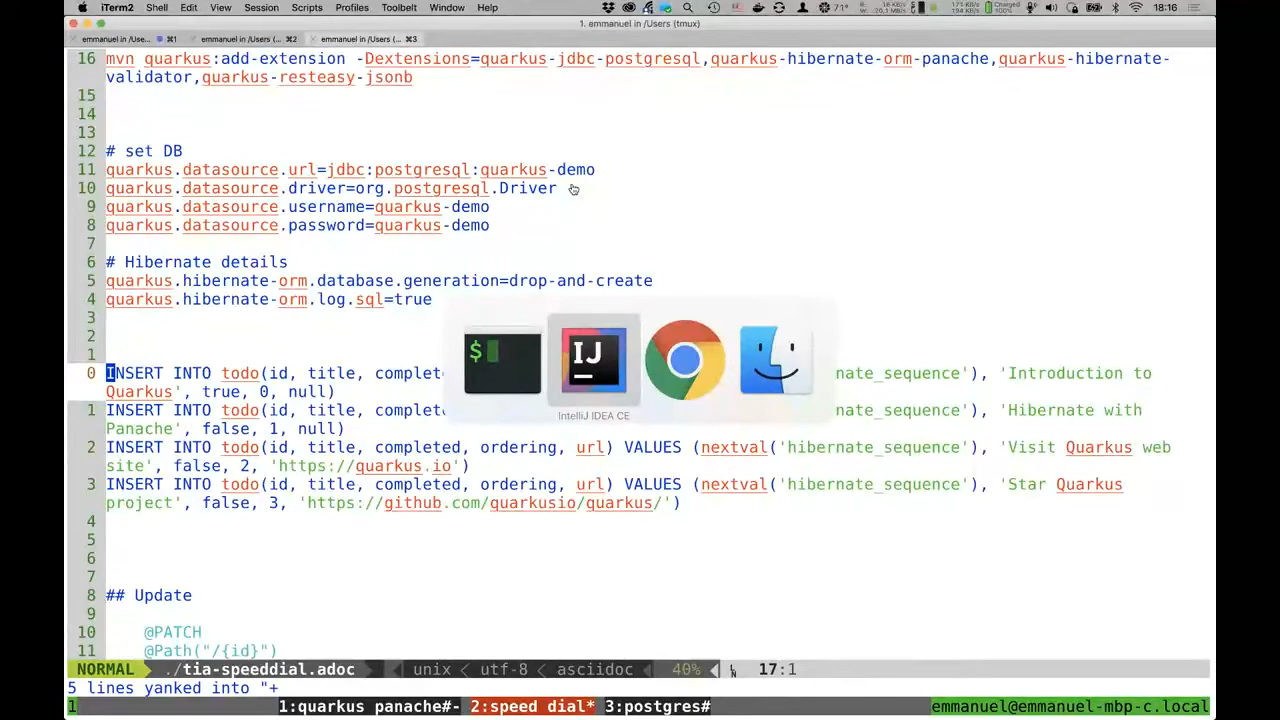 iTerm2 Shell Edit View Session Scripts Profiles Toolbelt Window Help 71° Charged 100% 18:16
1. emmanuel in /Users (tmux)
emmanuel in /Use... ⌘1 emmanuel in /Users (... ⌘2 emmanuel in /Users (... ⌘3
16 mvn quarkus:add-extension -Dextensions=quarkus-jdbc-postgresql,quarkus-hibernate-orm-panache,quarkus-hibernate-
validator,quarkus-resteasy-jsonb
15
14
13
12 # set DB
11 quarkus.datasource.url=jdbc:postgresql:quarkus-demo
10 quarkus.datasource.driver=org.postgresql.Driver
9 quarkus.datasource.username=quarkus-demo
8 quarkus.datasource.password=quarkus-demo
7
6 # Hibernate details
5 quarkus.hibernate-orm.database.generation=drop-and-create
4 quarkus.hibernate-orm.log.sql=true
3
2
1
$ IJ
IntelliJ IDEA CE
0 INSERT INTO todo(id, title, complet nate_sequence'), 'Introduction to
Quarkus', true, 0, null)
1 INSERT INTO todo(id, title, complet nate_sequence'), 'Hibernate with
Panache', false, 1, null)
2 INSERT INTO todo(id, title, completed, ordering, url) VALUES (nextval('hibernate_sequence'), 'Visit Quarkus web
site', false, 2, 'https://quarkus.io')
3 INSERT INTO todo(id, title, completed, ordering, url) VALUES (nextval('hibernate_sequence'), 'Star Quarkus
project', false, 3, 'https://github.com/quarkusio/quarkus/')
4
5
6
7
8 ## Update
9
10 @PATCH
11 @Path("/{id}")
NORMAL ./tia-speeddial.adoc unix < utf-8 < asciidoc 40% 17:1
5 lines yanked into "+
1 1:quarkus panache#- 2:speed dial* 3:postgres# emmanuel@emmanuel-mbp-c.local